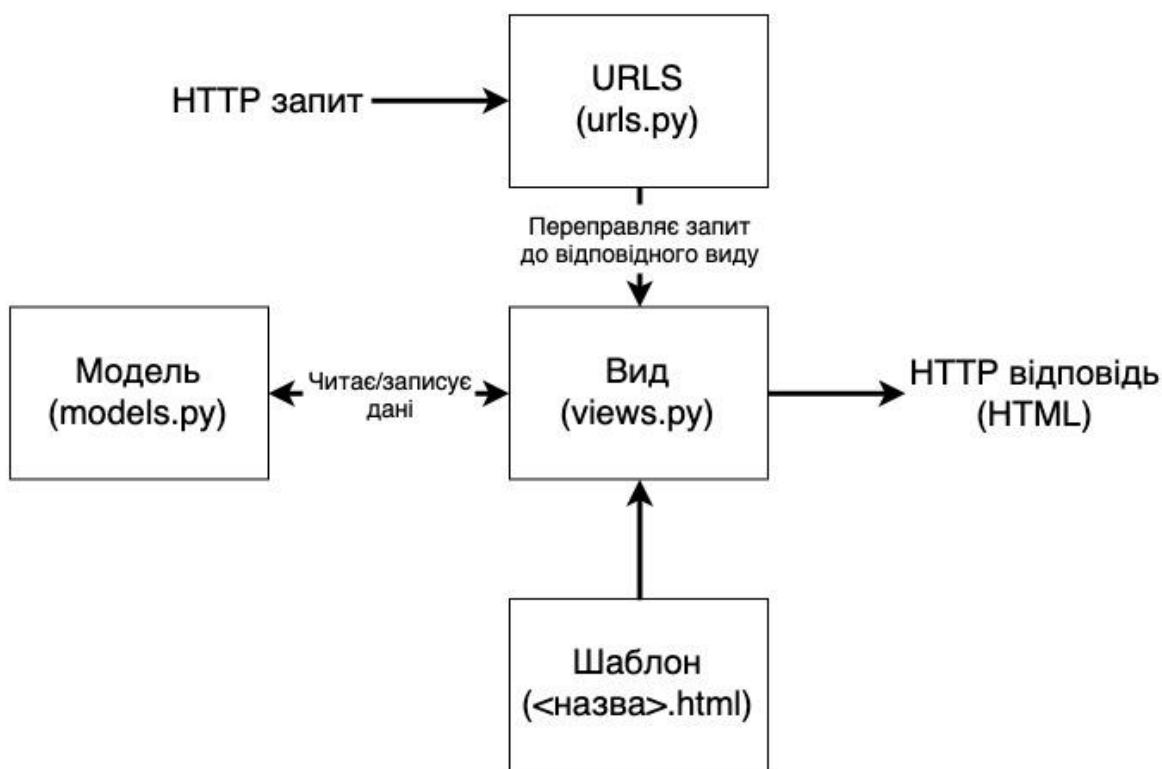 HTTP запит
URLS
(urls.py)
Переправляє запит
до відповідного виду
Модель
(models.py)
Читає/записує
дані
Вид
(views.py)
HTTP відповідь
(HTML)
Шаблон
(<назва>.html)